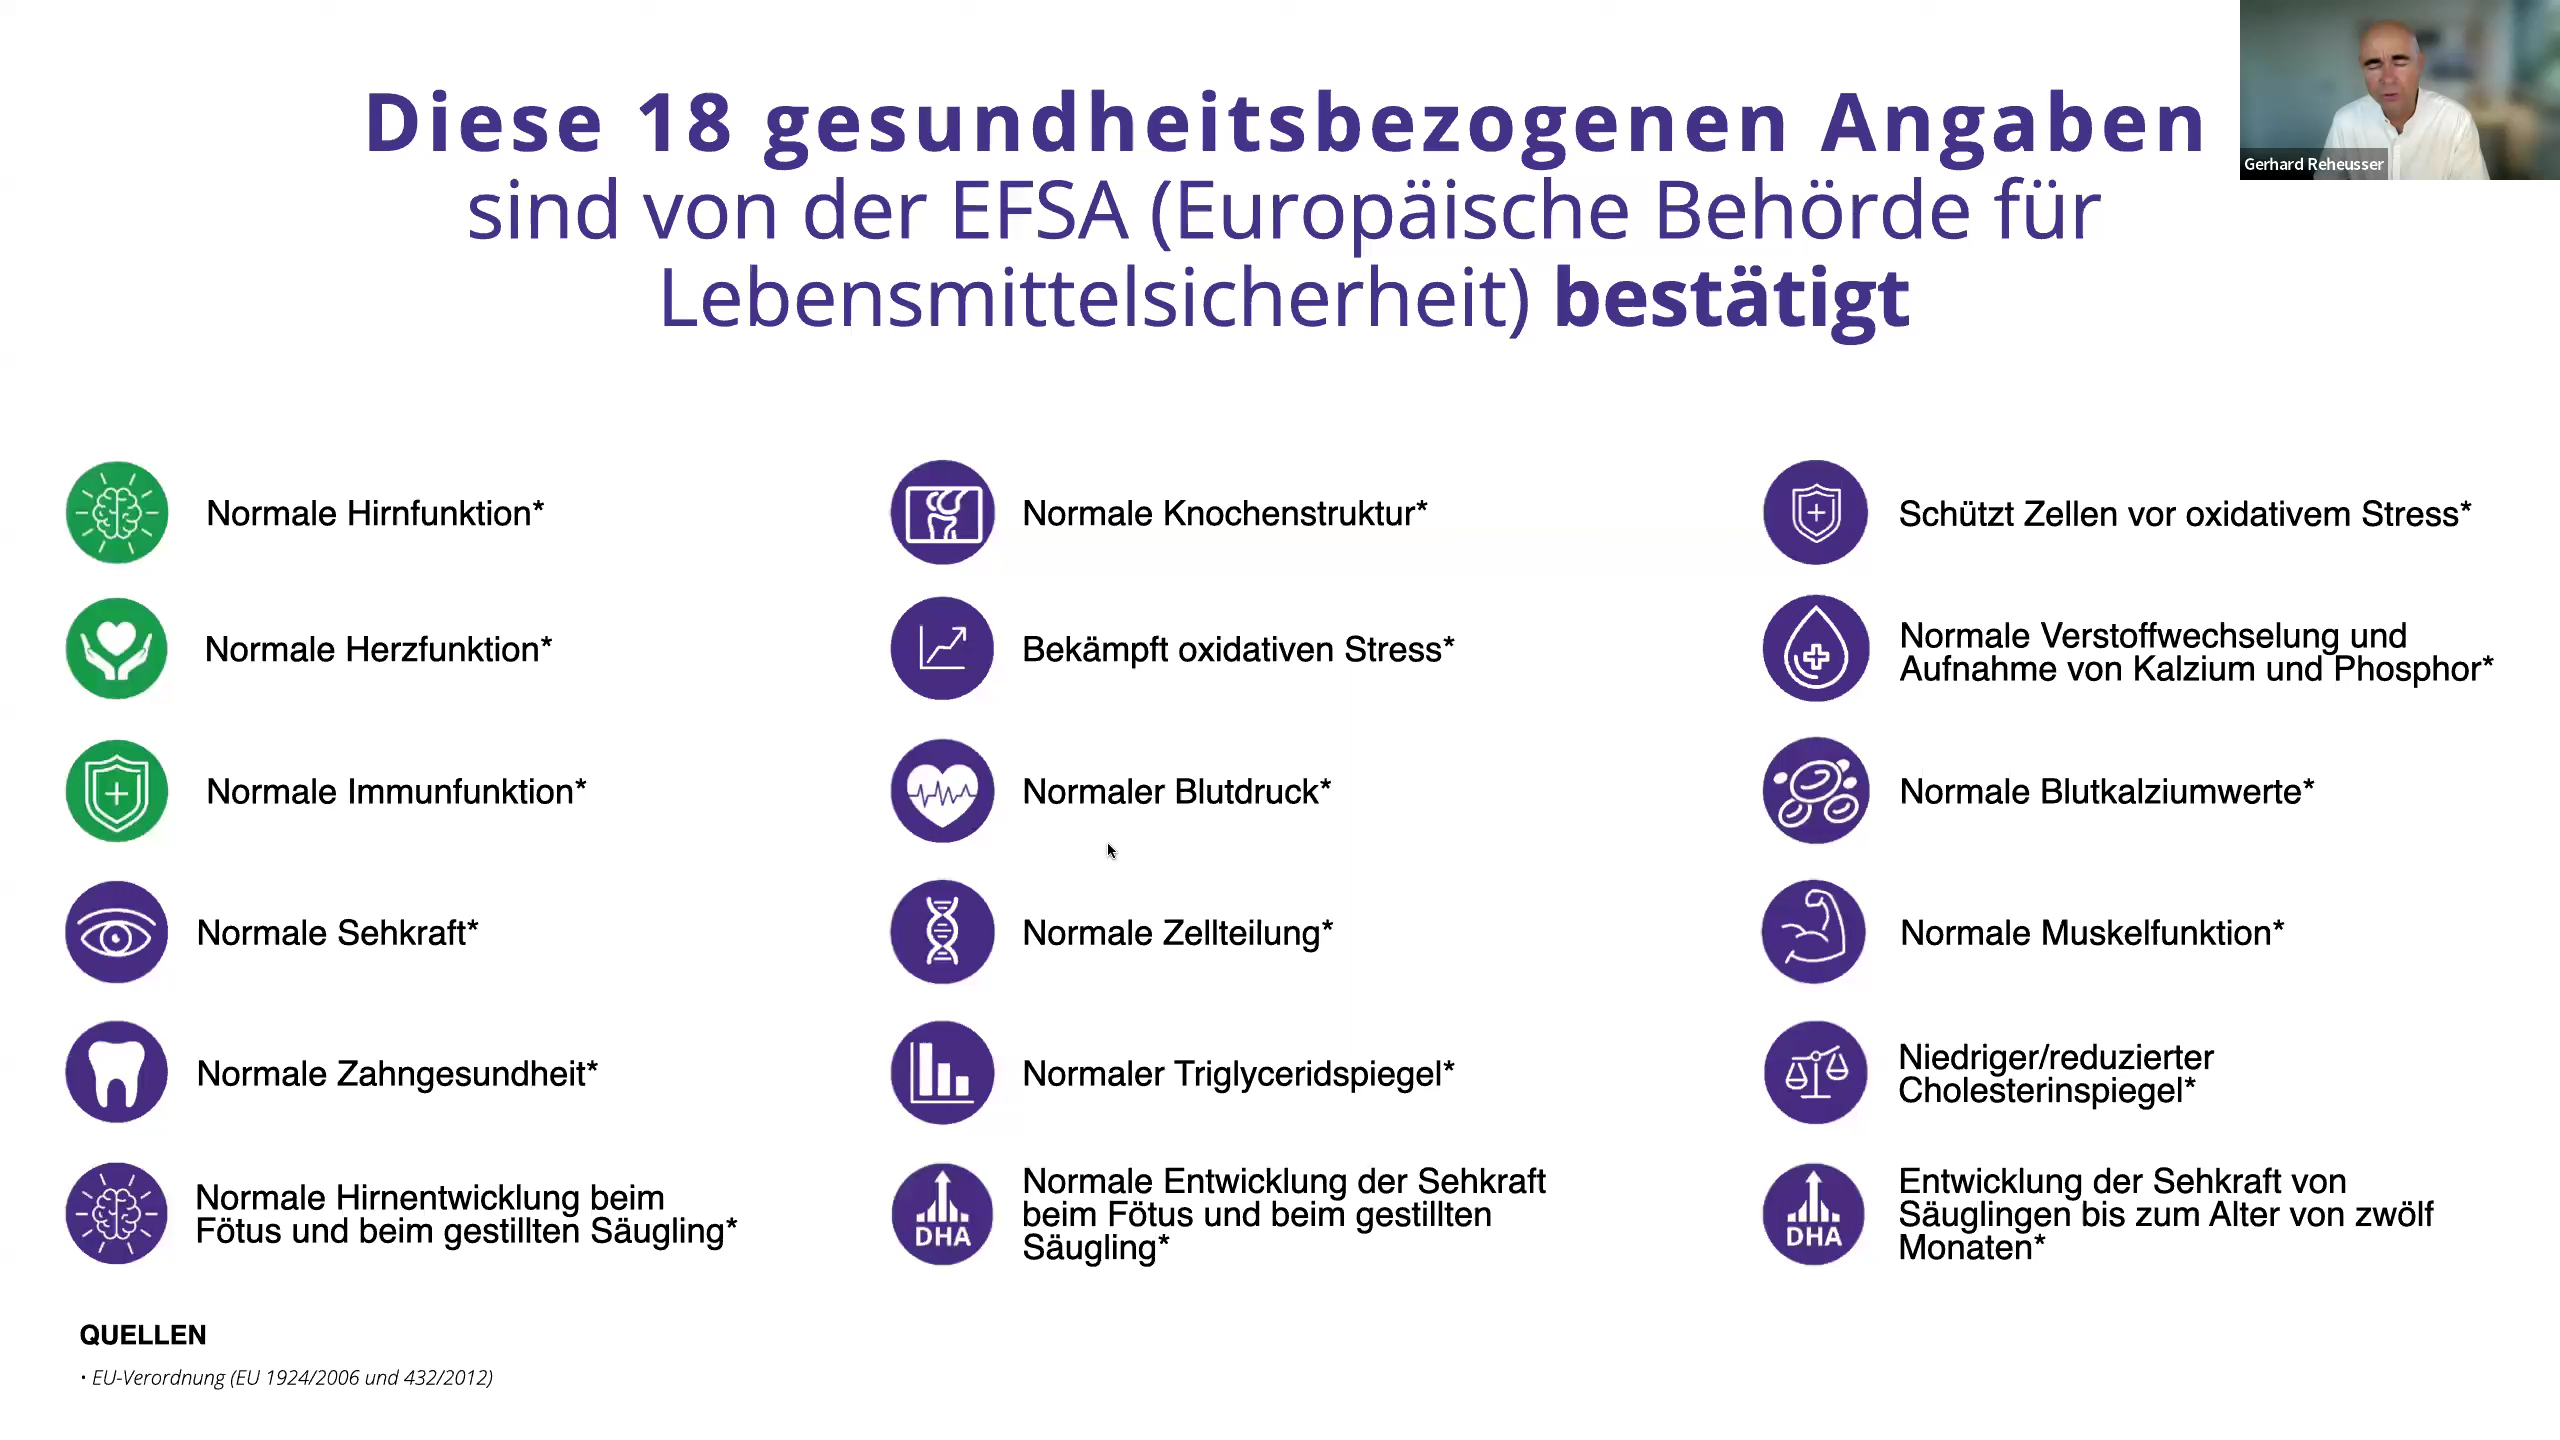 Diese 18 gesundheitsbezogenen Angaben
sind von der EFSA (Europäische Behörde für
Lebensmittelsicherheit) bestätigt
Gerhard Reheusser
Normale Hirnfunktion*
Normale Herzfunktion*
Normale Immunfunktion*
Normale Sehkraft*
Normale Zahngesundheit*
Normale Hirnentwicklung beim
Fötus und beim gestillten Säugling*
Normale Knochenstruktur*
Bekämpft oxidativen Stress*
Normaler Blutdruck*
Normale Zellteilung*
Normaler Triglyceridspiegel*
DHA
Normale Entwicklung der Sehkraft
beim Fötus und beim gestillten
Säugling*
Schützt Zellen vor oxidativem Stress*
Normale Verstoffwechselung und
Aufnahme von Kalzium und Phosphor*
Normale Blutkalziumwerte*
Normale Muskelfunktion*
Niedriger/reduzierter
Cholesterinspiegel*
DHA
Entwicklung der Sehkraft von
Säuglingen bis zum Alter von zwölf
Monaten*
QUELLEN
• EU-Verordnung (EU 1924/2006 und 432/2012)